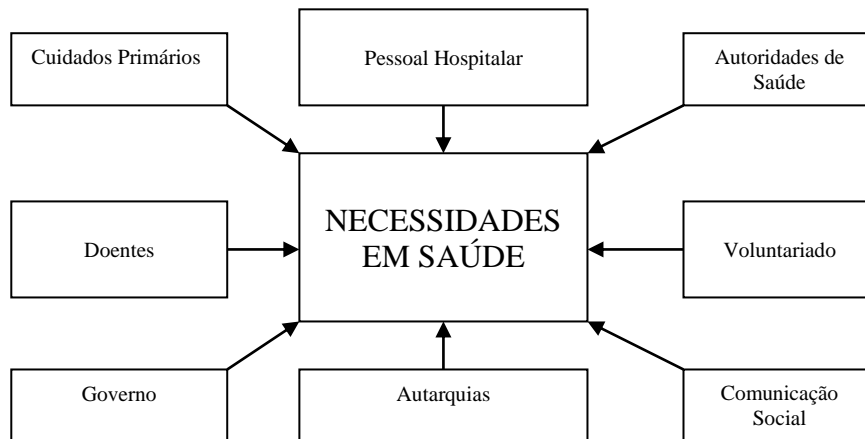 Cuidados Primários
Pessoal Hospitalar
Autoridades de
Saúde
NECESSIDADES
EM SAÚDE
Doentes
Voluntariado
Governo
Autarquias
Comunicação
Social